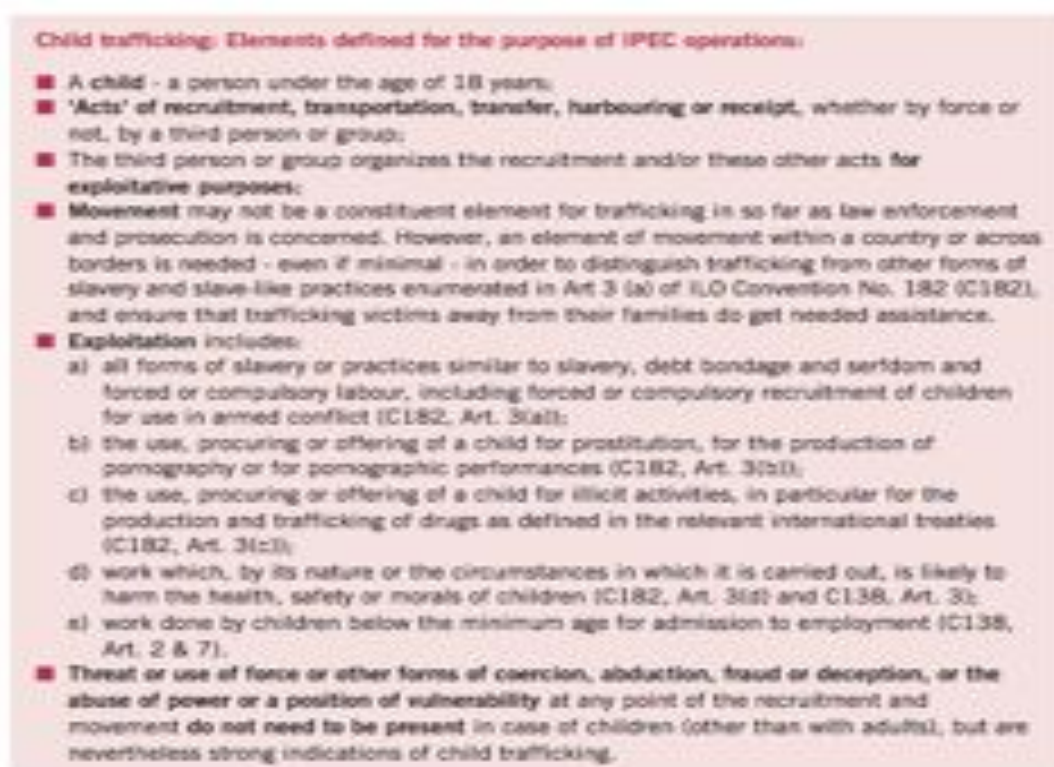 Child trafficking: Elements defined for the purpose of IPEC operations:
■ A child - a person under the age of 18 years;
■ 'Acts' of recruitment, transportation, transfer, harbouring or receipt, whether by force or
not, by a third person or group;
■ The third person or group organizes the recruitment and/or these other acts for
exploitative purposes;
■ Movement may not be a constituent element for trafficking in so far as law enforcement
and prosecution is concerned. However, an element of movement within a country or across
borders is needed - even if minimal - in order to distinguish trafficking from other forms of
slavery and slave-like practices enumerated in Art 3 (a) of ILO Convention No. 182 (C182),
and ensure that trafficking victims away from their families do get needed assistance.
■ Exploitation includes:
a) all forms of slavery or practices similar to slavery, debt bondage and serfdom and
forced or compulsory labour, including forced or compulsory recruitment of children
for use in armed conflict (C182, Art. 3(a));
b) the use, procuring or offering of a child for prostitution, for the production of
pornography or for pornographic performances (C182, Art. 3(b));
c) the use, procuring or offering of a child for illicit activities, in particular for the
production and trafficking of drugs as defined in the relevant international treaties
(C182, Art. 3(c));
d) work which, by its nature or the circumstances in which it is carried out, is likely to
harm the health, safety or morals of children (C182, Art. 3(d) and C138, Art. 3);
e) work done by children below the minimum age for admission to employment (C138,
Art. 2 & 7).
■ Threat or use of force or other forms of coercion, abduction, fraud or deception, or the
abuse of power or a position of vulnerability at any point of the recruitment and
movement do not need to be present in case of children (other than with adults), but are
nevertheless strong indications of child trafficking.